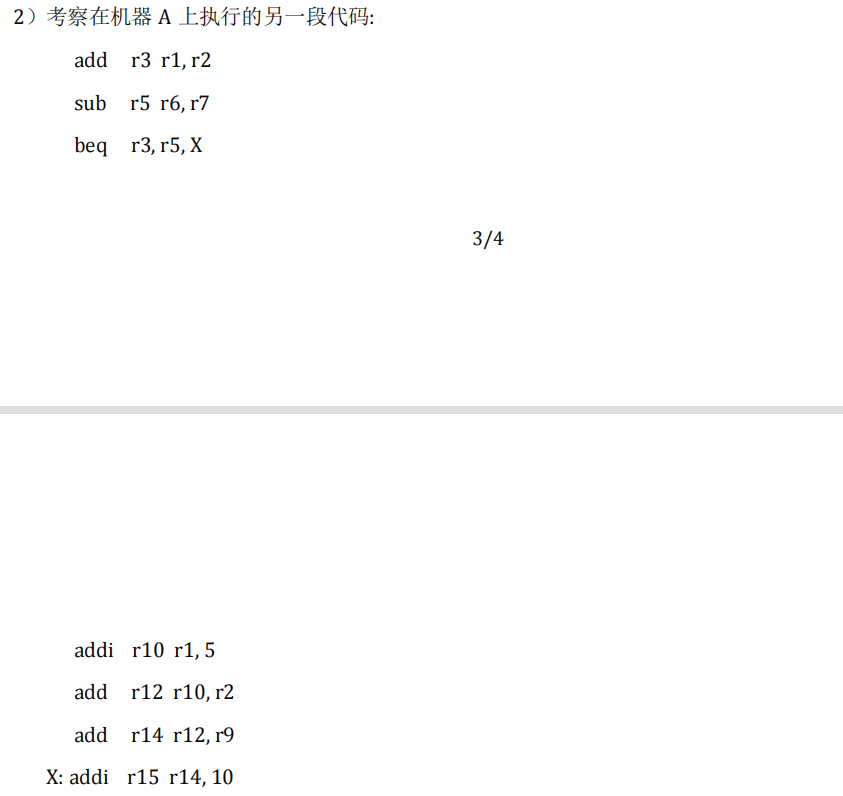 2）考察在机器 A 上执行的另一段代码:
add r3 r1, r2
sub r5 r6, r7
beq r3, r5, X
3/4
addi r10 r1, 5
add r12 r10, r2
add r14 r12, r9
X: addi r15 r14, 10